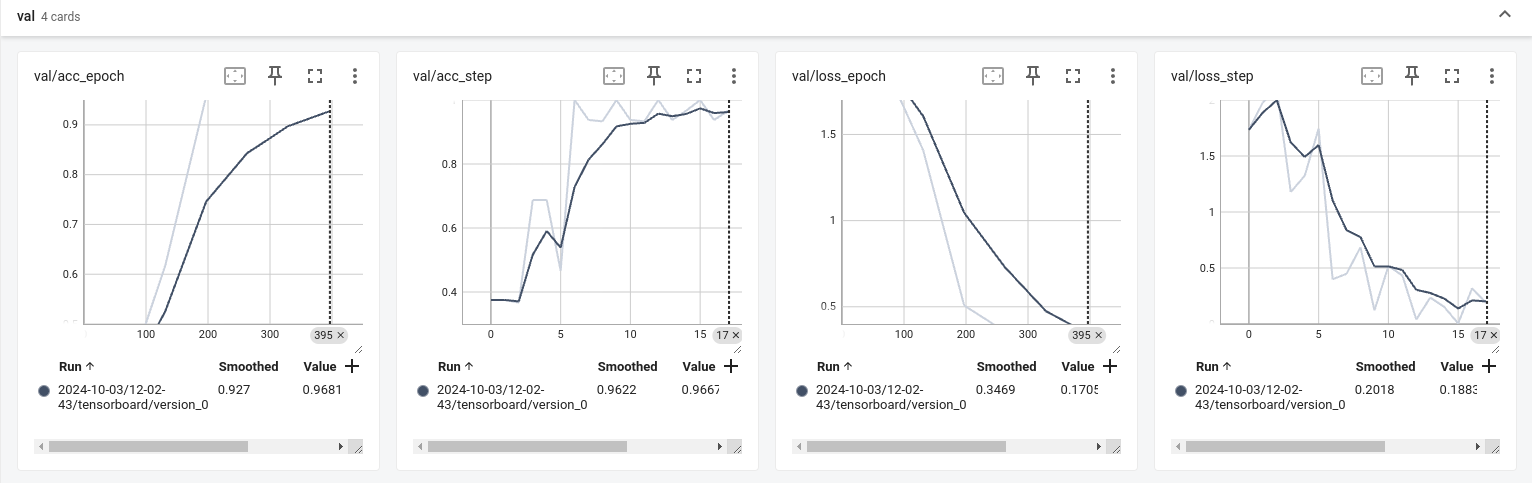 val 4 cards
val/acc_epoch
0.9
0.8
0.7
0.6
100 200 300 395 ×
Run ↑ Smoothed Value +
2024-10-03/12-02-
43/tensorboard/version_0 0.927 0.9681
val/acc_step
0.8
0.6
0.4
0 5 10 15 17 ×
Run ↑ Smoothed Value +
2024-10-03/12-02-
43/tensorboard/version_0 0.9622 0.9667
val/loss_epoch
1.5
1
0.5
100 200 300 395 ×
Run ↑ Smoothed Value +
2024-10-03/12-02-
43/tensorboard/version_0 0.3469 0.1705
val/loss_step
1.5
1
0.5
0 5 10 15 17 ×
Run ↑ Smoothed Value +
2024-10-03/12-02-
43/tensorboard/version_0 0.2018 0.1883